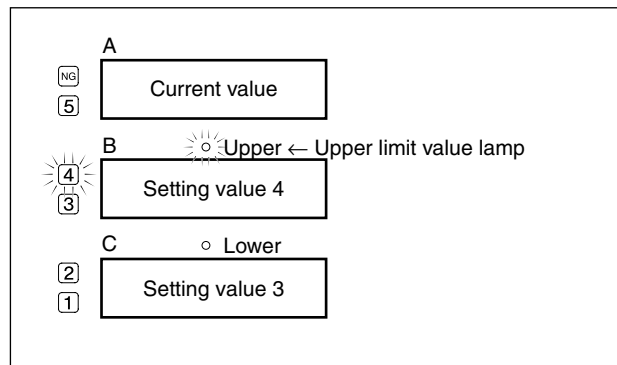 A
NG
Current value
5
B
Upper ← Upper limit value lamp
4
Setting value 4
3
C
Lower
2
Setting value 3
1